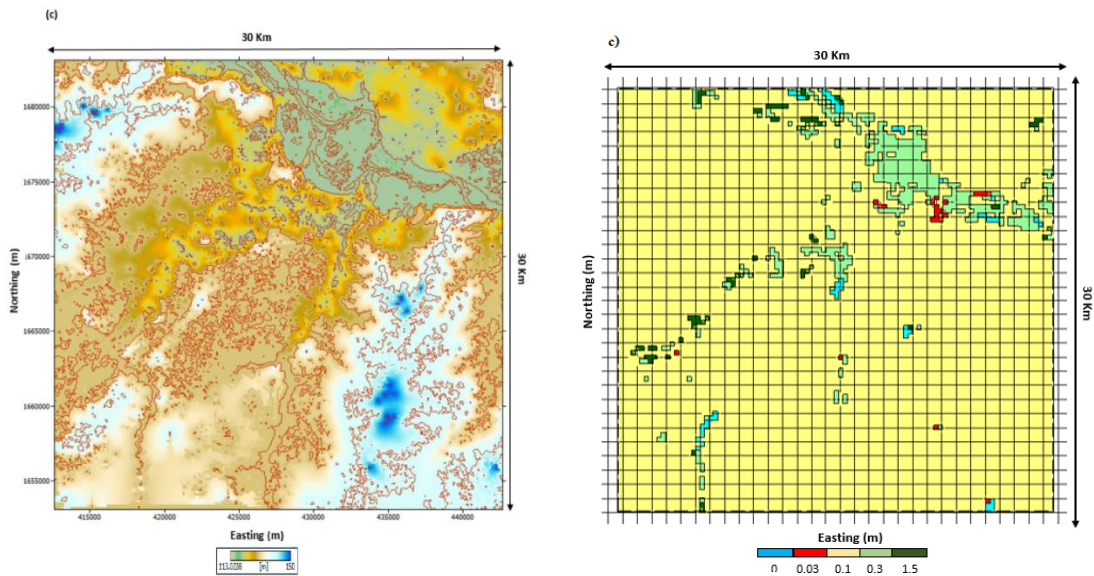 (c)
30 Km
1680000
1675000
1670000
1665000
1660000
1655000
Northing (m)
30 Km
415000 420000 425000 430000 435000 440000
Easting (m)
113.0228 [m] 150
c)
30 Km
Northing (m)
30 Km
Easting (m)
0 0.03 0.1 0.3 1.5